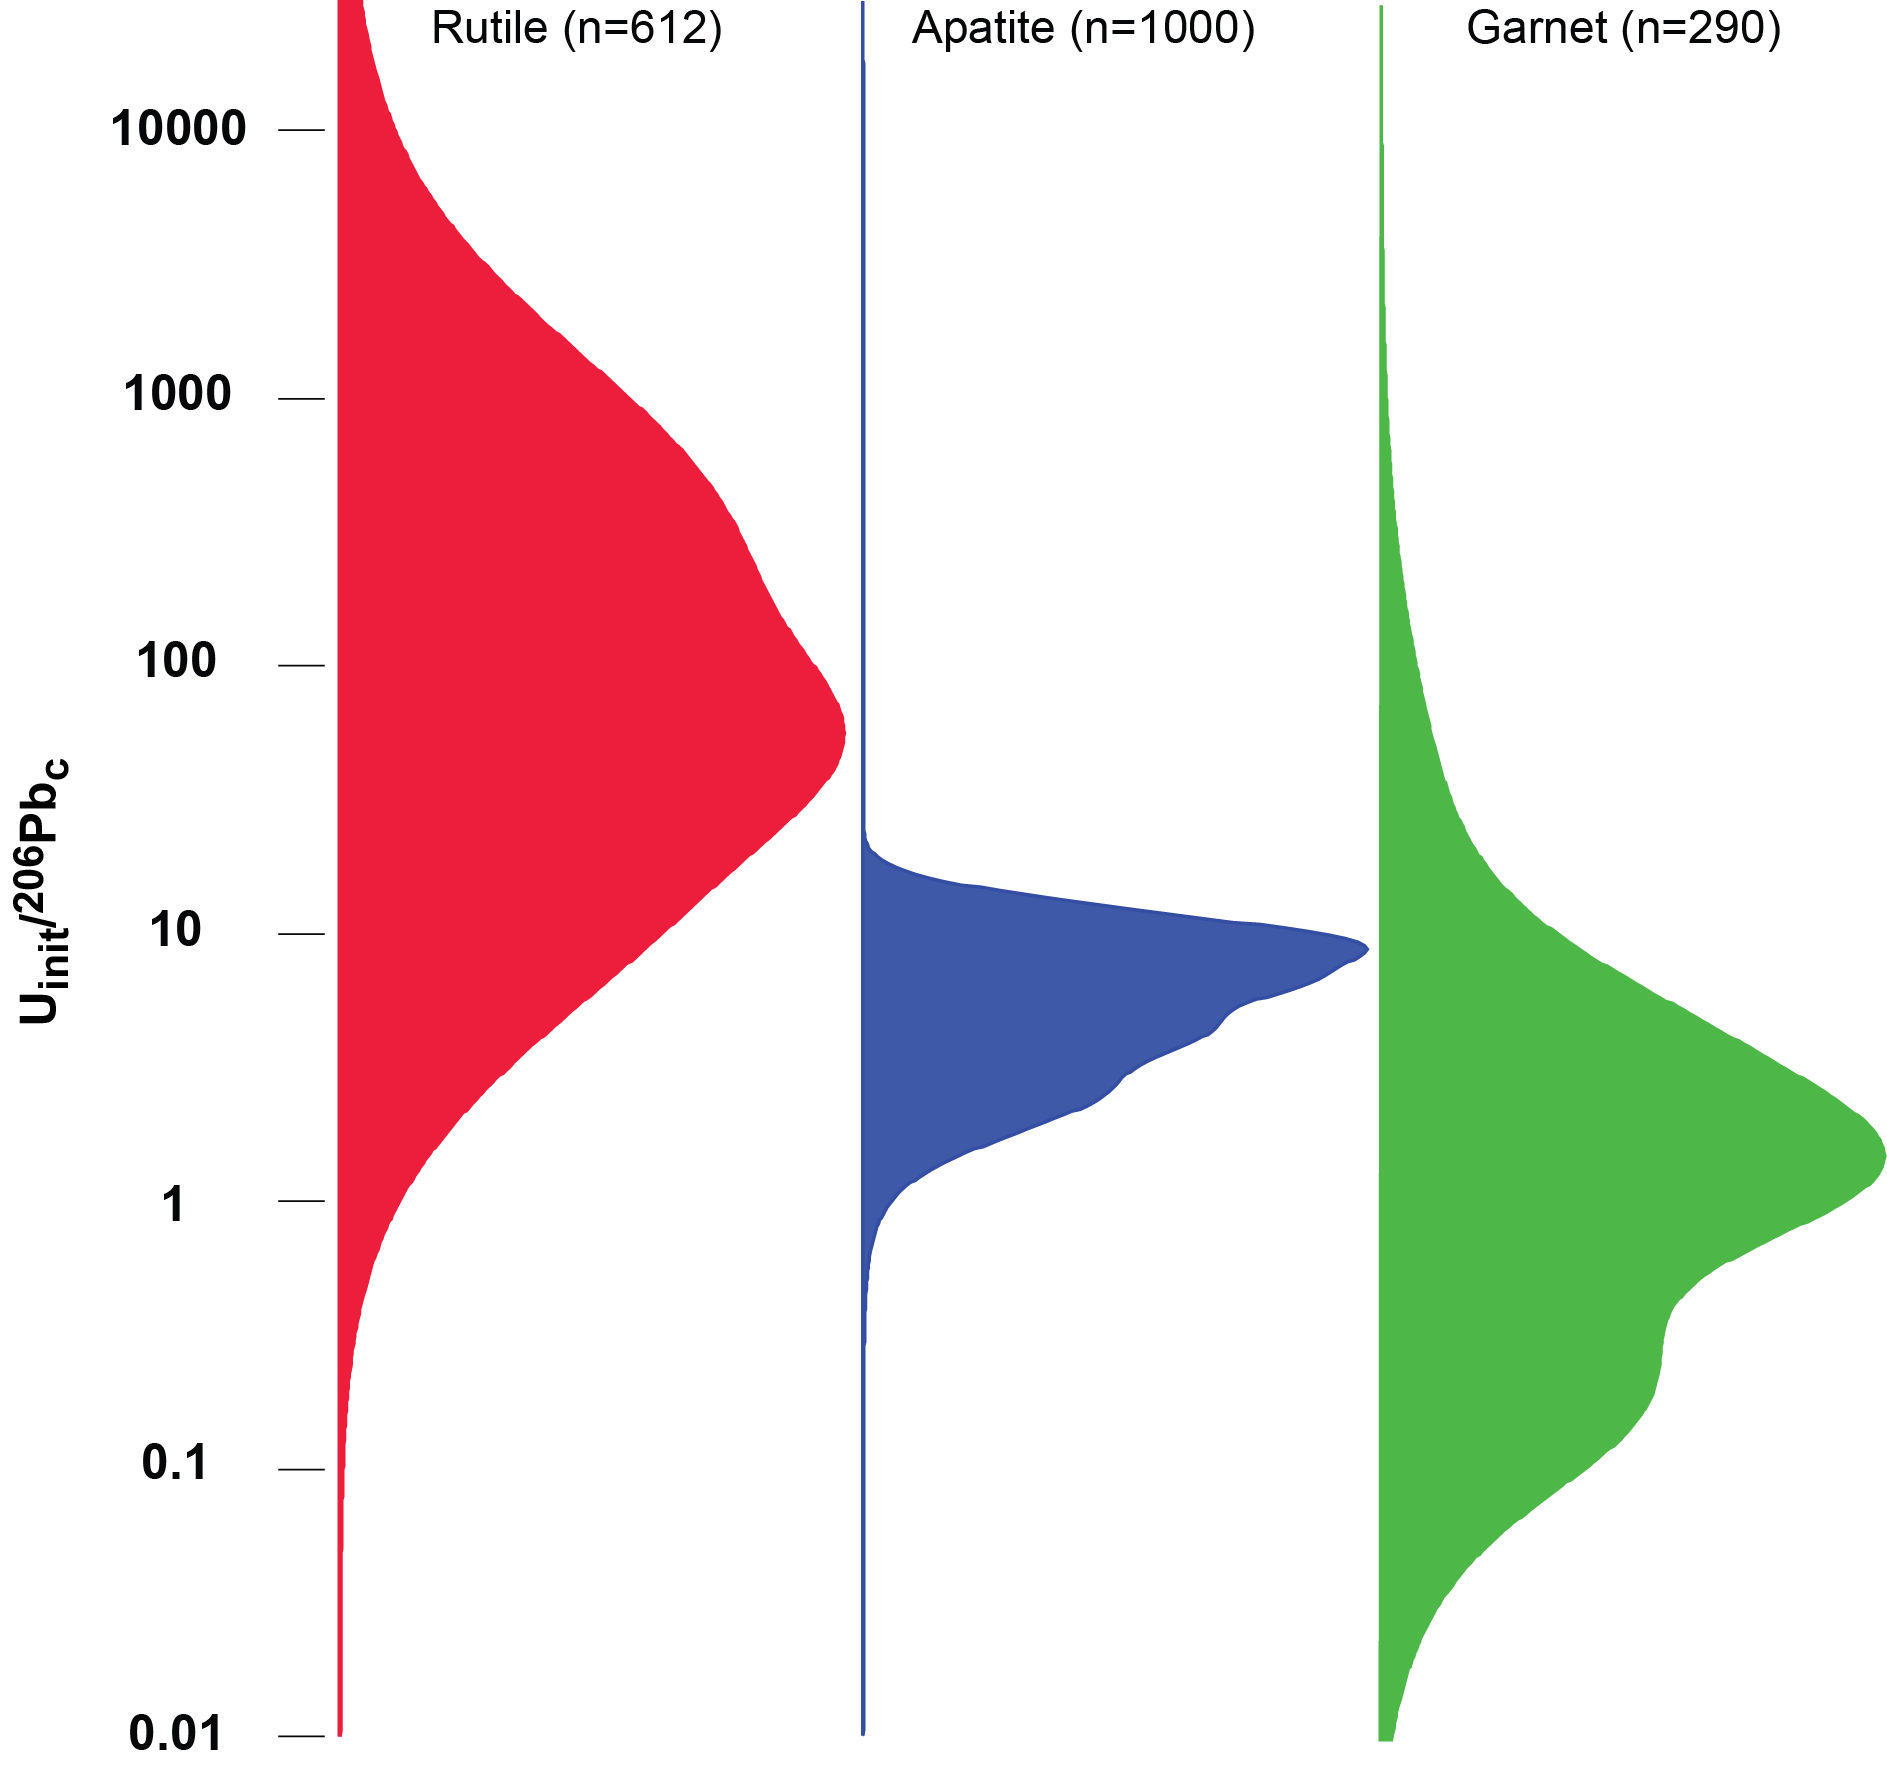 Rutile (n=612)
Apatite (n=1000)
Garnet (n=290)
10000
1000
100
10
1
0.1
0.01
Uinit/206Pbc